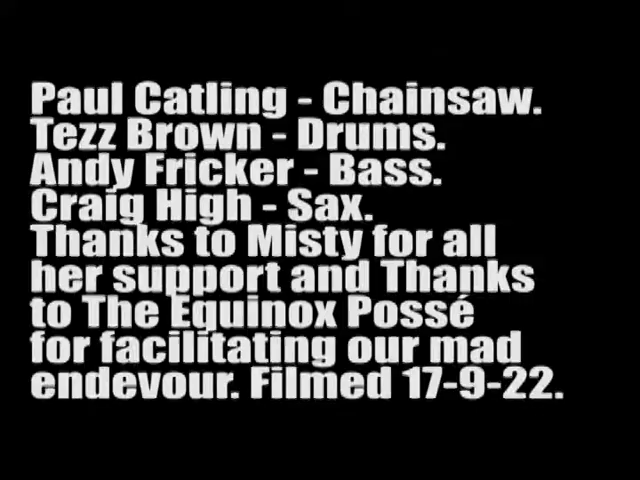 Paul Catling - Chainsaw.
Tezz Brown - Drums.
Andy Fricker - Bass.
Craig High - Sax.
Thanks to Misty for all
her support and Thanks
to The Equinox Possé
for facilitating our mad
endevour. Filmed 17-9-22.